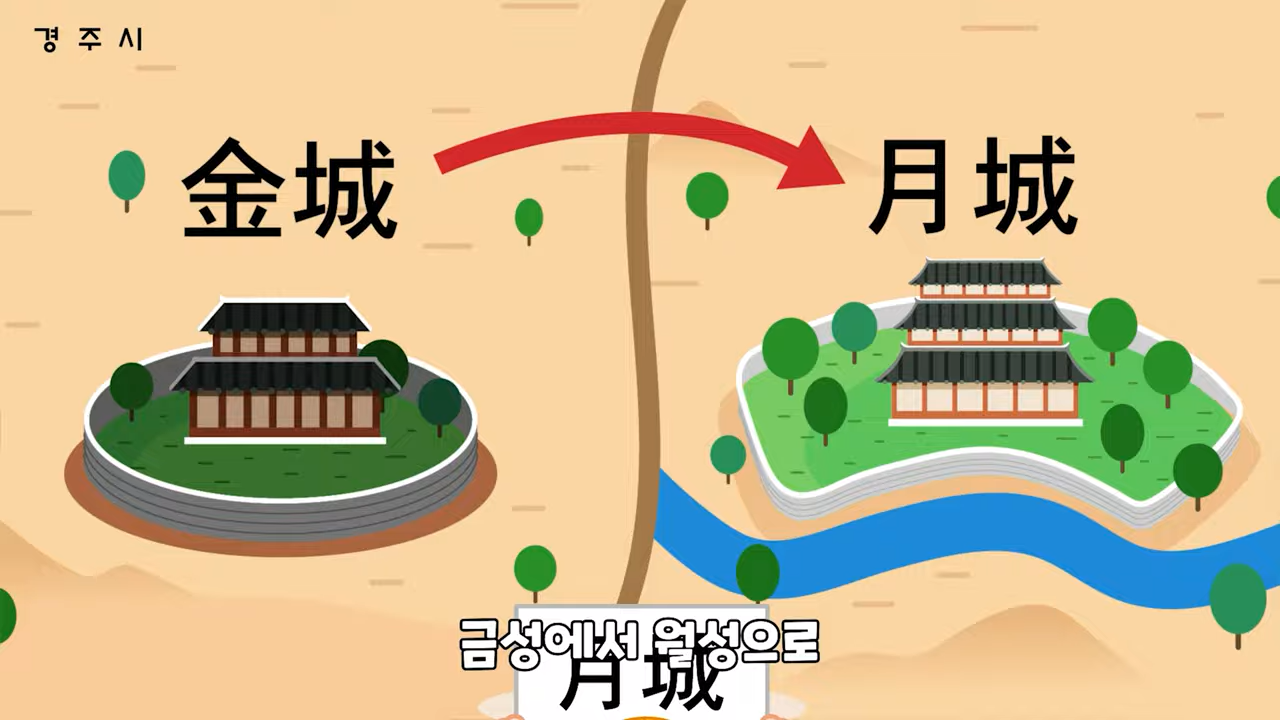 경주시
金城
月城
금성에서 월성으로
月城